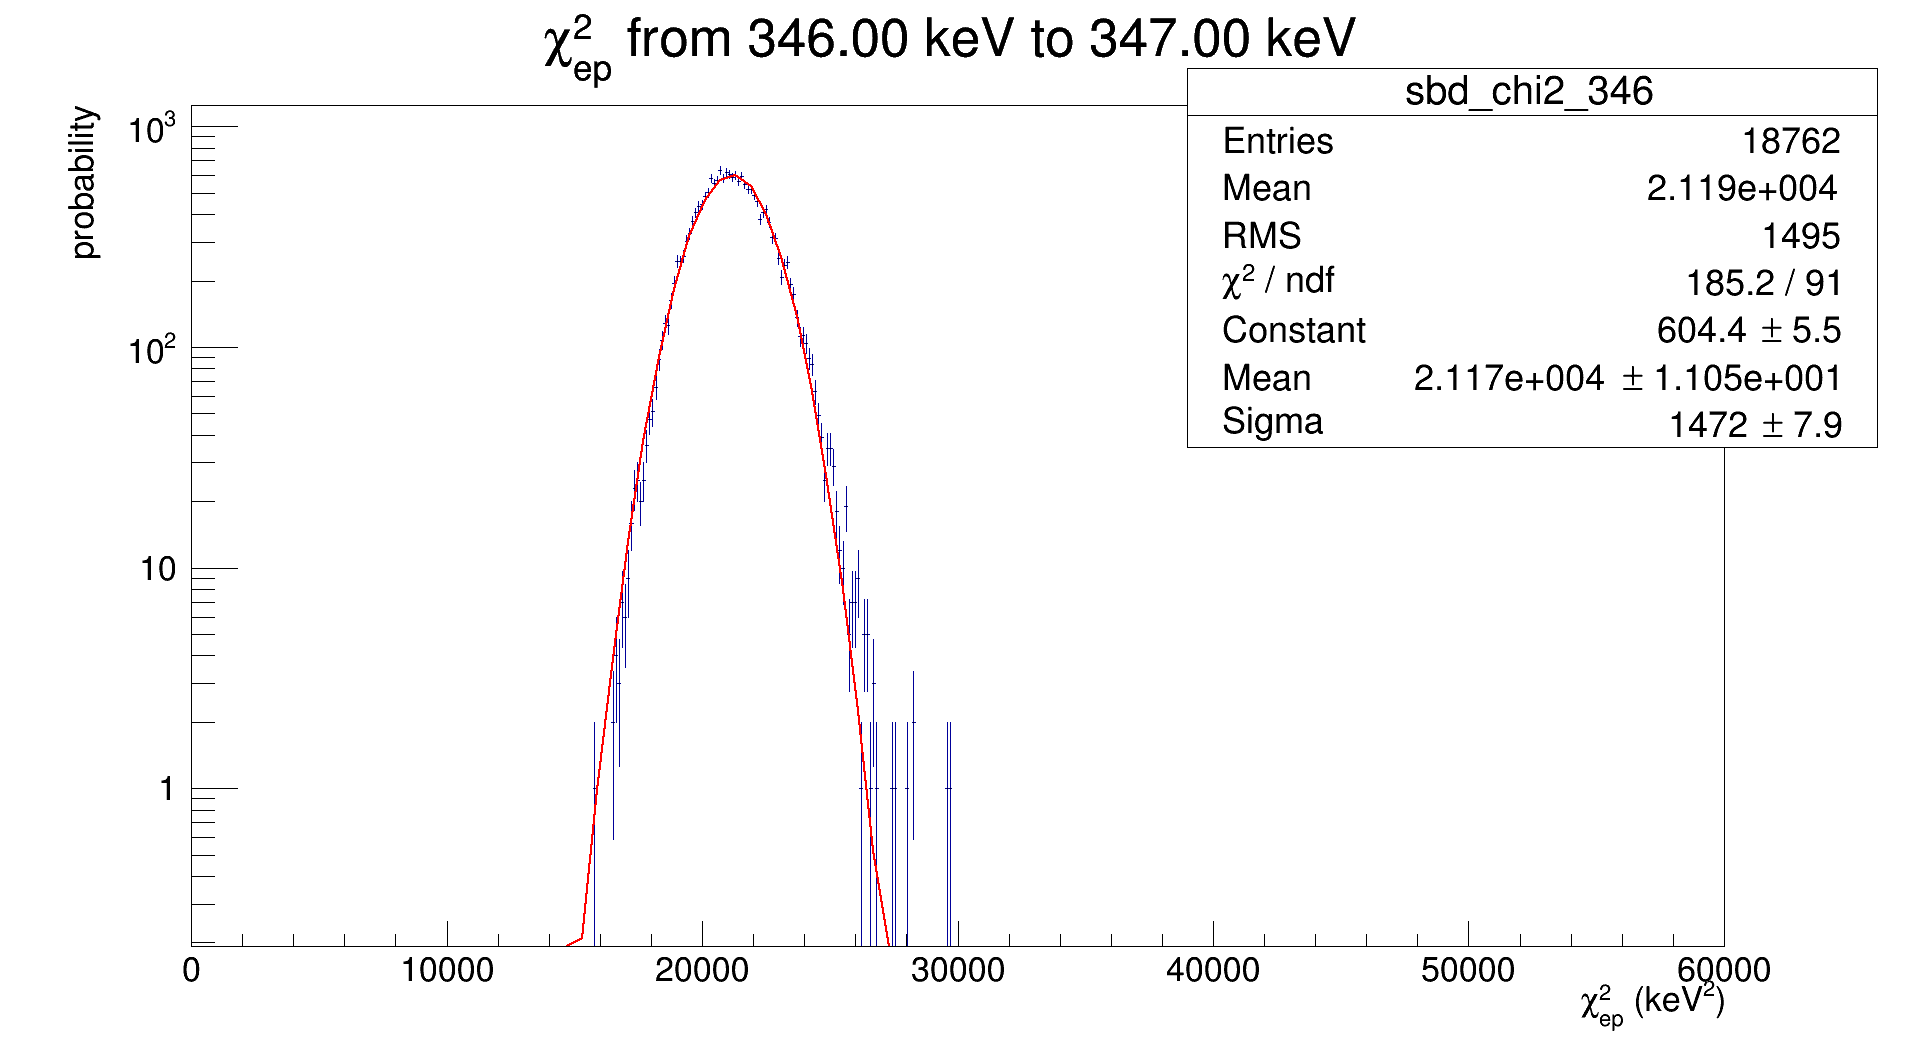 χ²ep from 346.00 keV to 347.00 keV
sbd_chi2_346
Entries 18762
Mean 2.119e+004
RMS 1495
χ² / ndf 185.2 / 91
Constant 604.4 ± 5.5
Mean 2.117e+004 ± 1.105e+001
Sigma 1472 ± 7.9
probability
10³
10²
10
1
0 10000 20000 30000 40000 50000 60000
χ²ep (keV²)